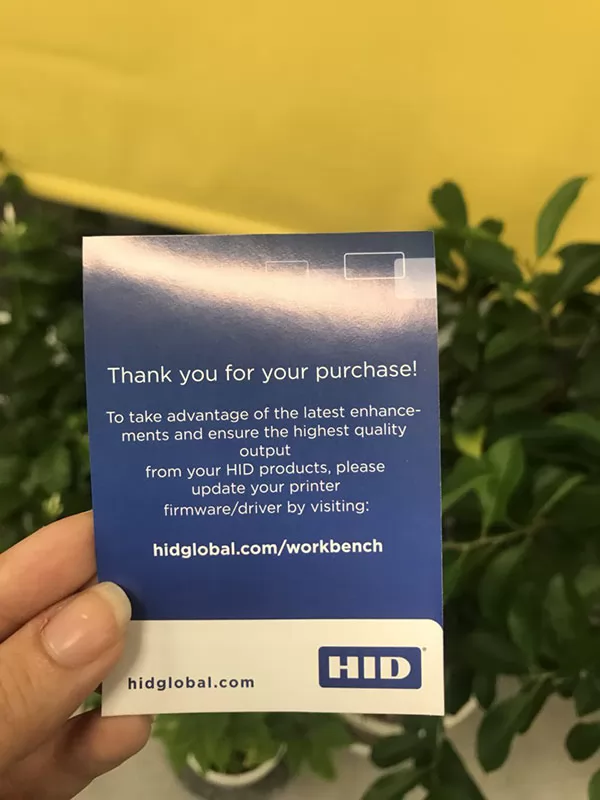 Thank you for your purchase!
To take advantage of the latest enhance-
ments and ensure the highest quality
output
from your HID products, please
update your printer
firmware/driver by visiting:
hidglobal.com/workbench
hidglobal.com
HID